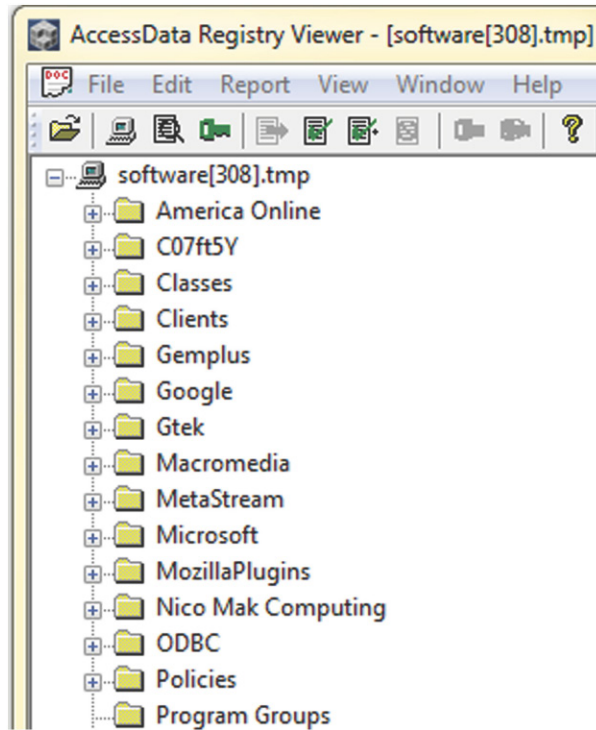 AccessData Registry Viewer - [software[308].tmp]
DOC File Edit Report View Window Help
?
software[308].tmp
America Online
C07ft5Y
Classes
Clients
Gemplus
Google
Gtek
Macromedia
MetaStream
Microsoft
MozillaPlugins
Nico Mak Computing
ODBC
Policies
Program Groups